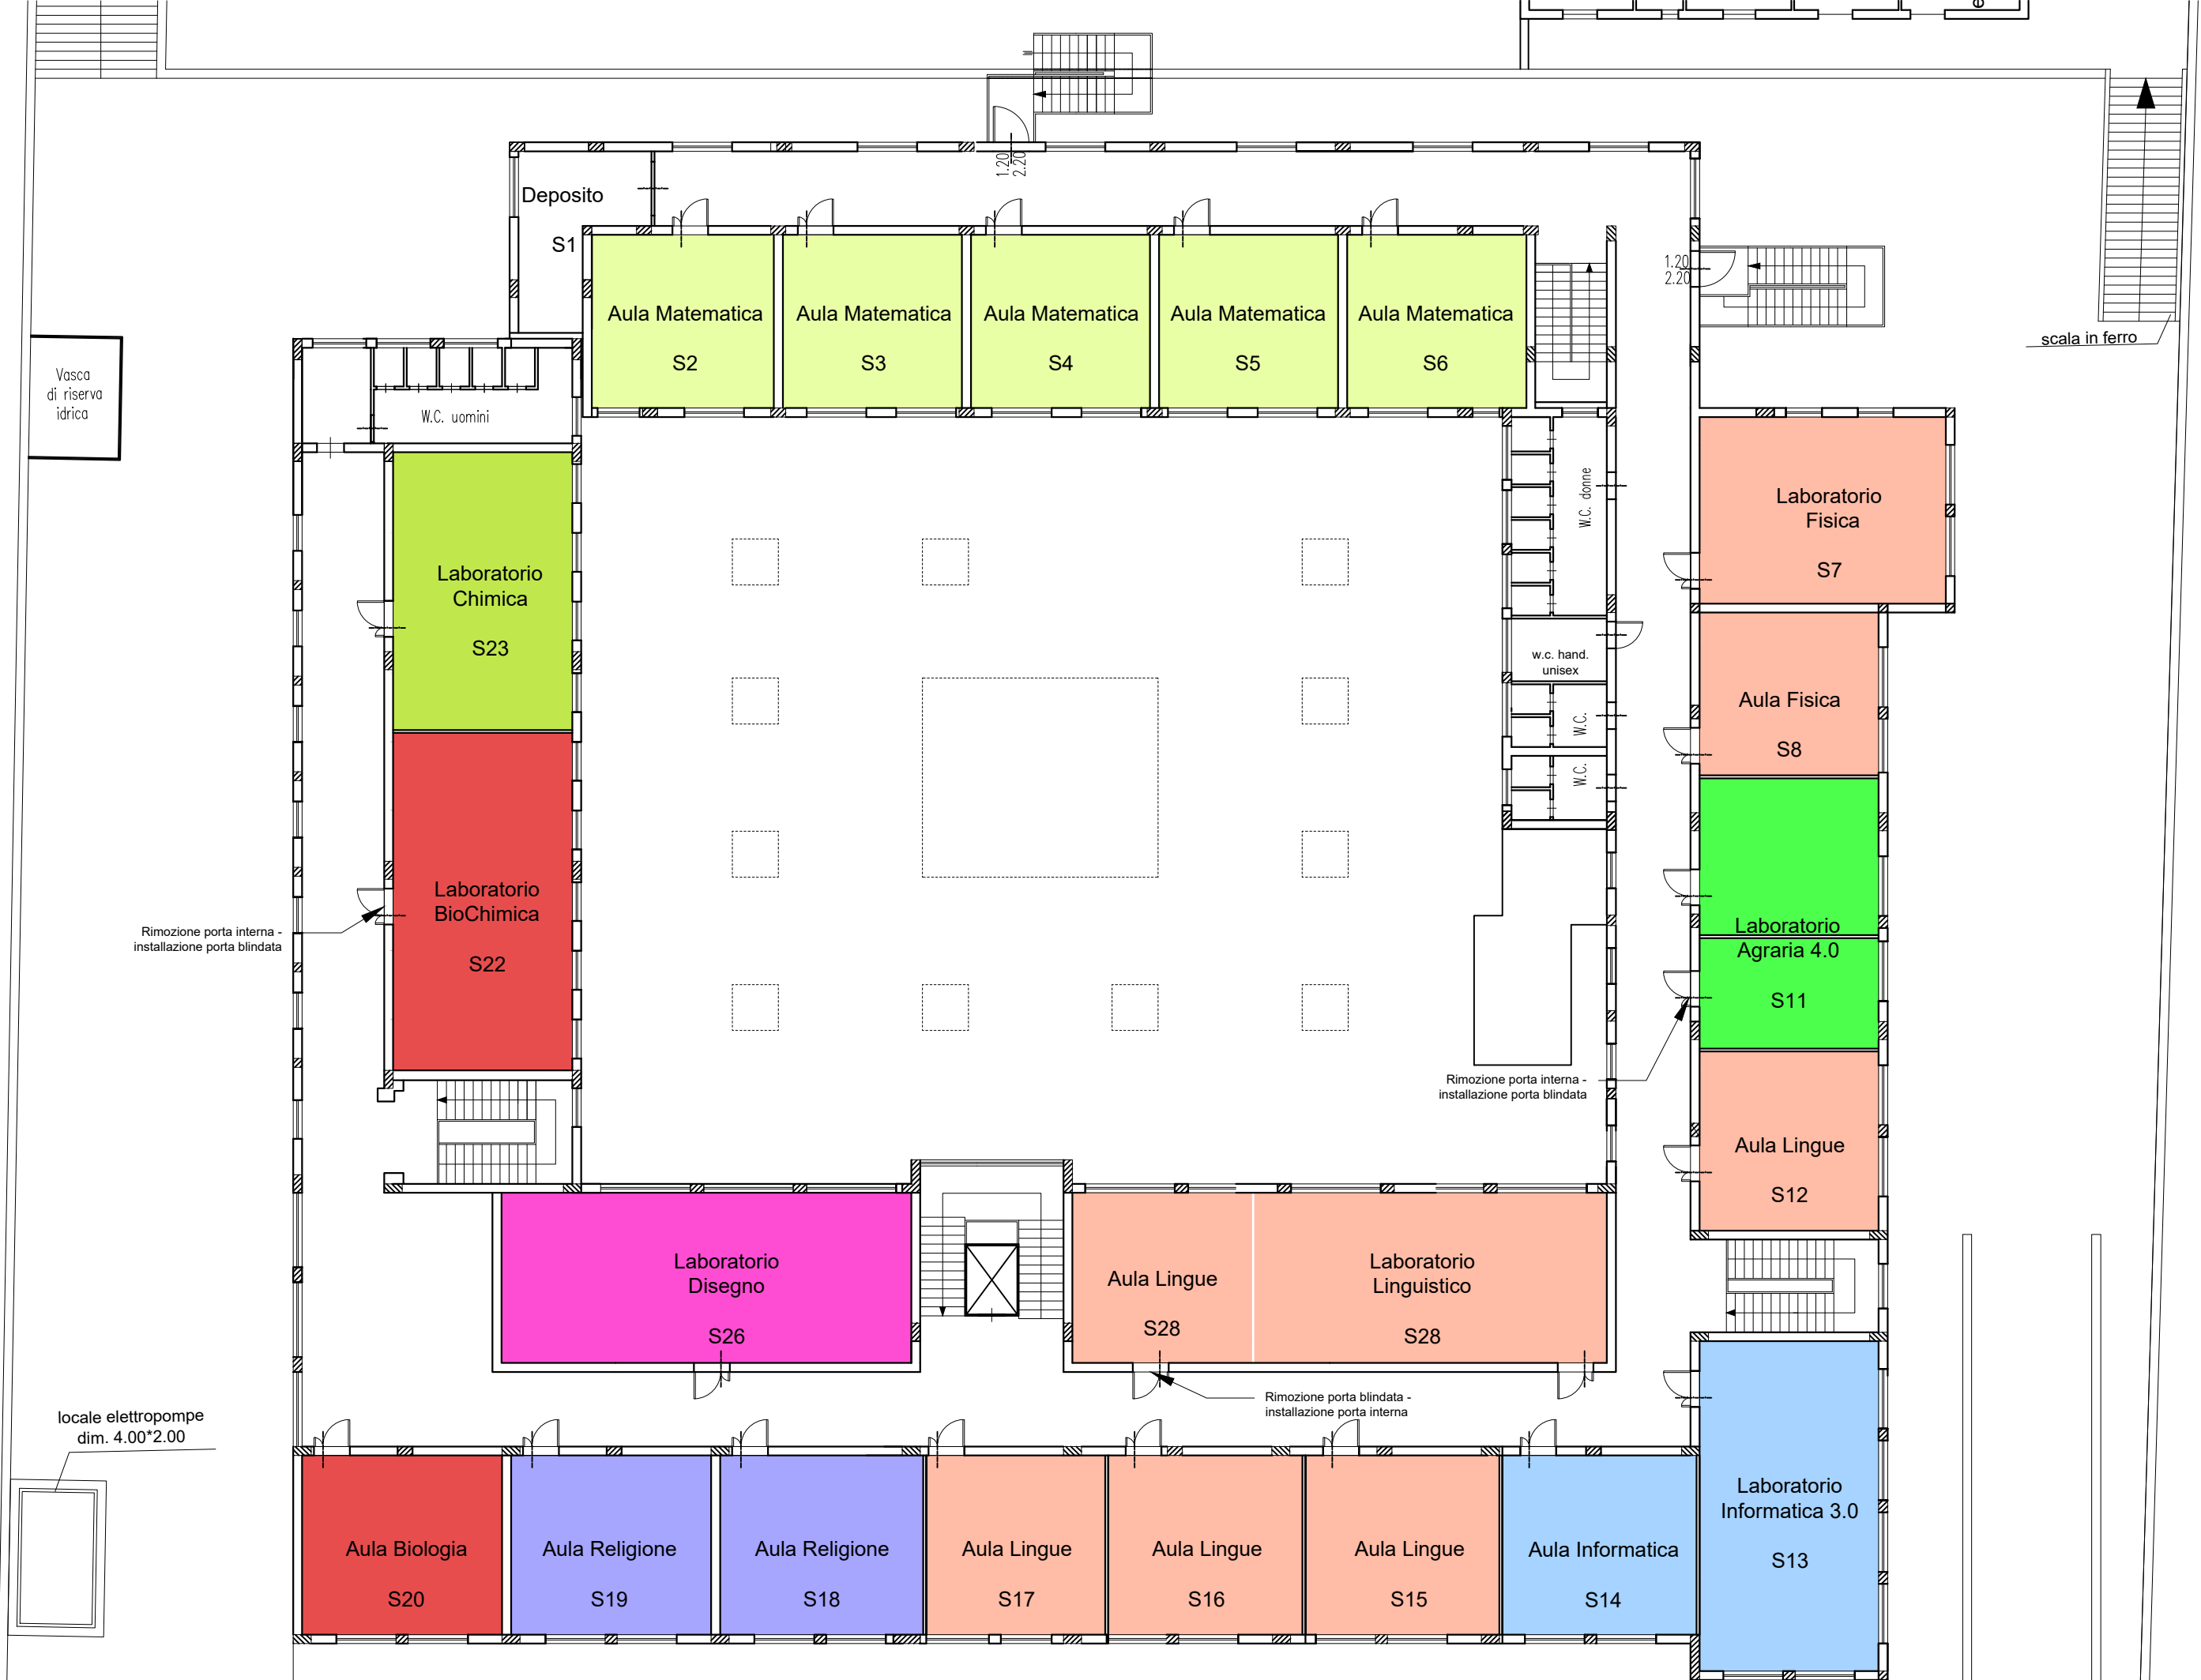 e
1.20
2.20
Deposito
S1
Aula Matematica
S2
Aula Matematica
S3
Aula Matematica
S4
Aula Matematica
S5
Aula Matematica
S6
1.20
2.20
scala in ferro
Vasca
di riserva
idrica
W.C. uomini
W.C. donne
Laboratorio
Fisica
S7
Laboratorio
Chimica
S23
w.c. hand.
unisex
W.C.
W.C.
Aula Fisica
S8
Laboratorio
BioChimica
S22
Rimozione porta interna -
installazione porta blindata
Laboratorio
Agraria 4.0
S11
Rimozione porta interna -
installazione porta blindata
Aula Lingue
S12
Laboratorio
Disegno
S26
Aula Lingue
S28
Laboratorio
Linguistico
S28
Rimozione porta blindata -
installazione porta interna
locale elettropompe
dim. 4.00*2.00
Laboratorio
Informatica 3.0
S13
Aula Biologia
S20
Aula Religione
S19
Aula Religione
S18
Aula Lingue
S17
Aula Lingue
S16
Aula Lingue
S15
Aula Informatica
S14